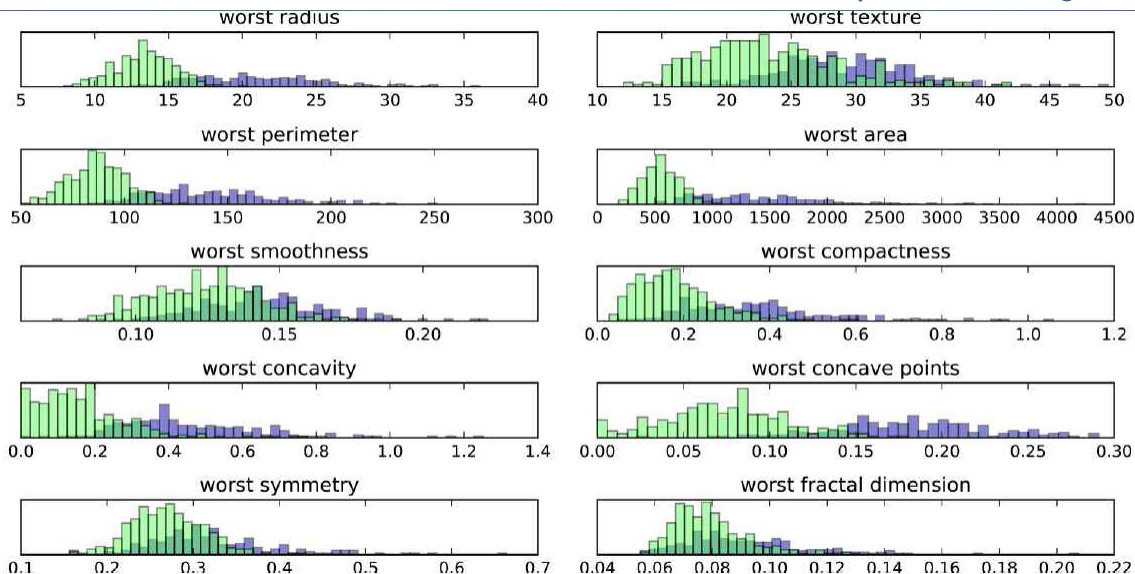 worst radius
5 10 15 20 25 30 35 40
worst texture
10 15 20 25 30 35 40 45 50
worst perimeter
50 100 150 200 250 300
worst area
0 500 1000 1500 2000 2500 3000 3500 4000 4500
worst smoothness
0.10 0.15 0.20
worst compactness
0.0 0.2 0.4 0.6 0.8 1.0 1.2
worst concavity
0.0 0.2 0.4 0.6 0.8 1.0 1.2 1.4
worst concave points
0.00 0.05 0.10 0.15 0.20 0.25 0.30
worst symmetry
0.1 0.2 0.3 0.4 0.5 0.6 0.7
worst fractal dimension
0.04 0.06 0.08 0.10 0.12 0.14 0.16 0.18 0.20 0.22